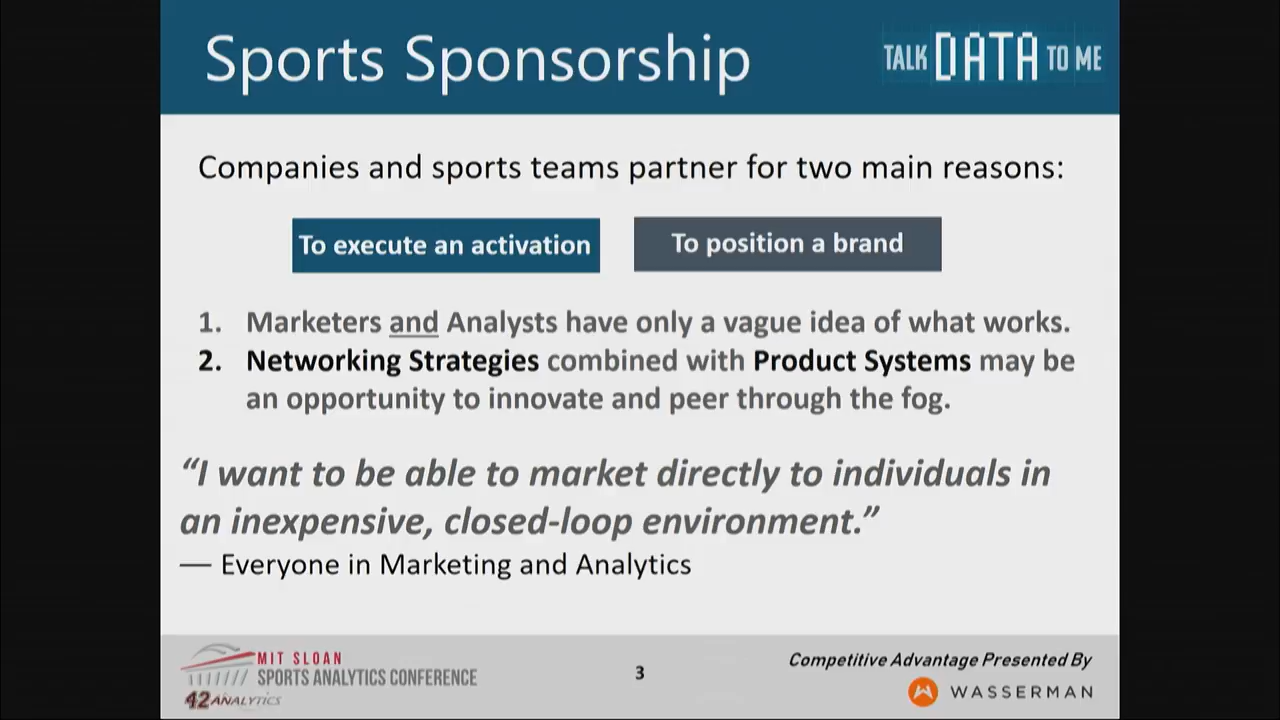 Sports Sponsorship
TALK DATA TO ME
Companies and sports teams partner for two main reasons:
To execute an activation
To position a brand
1. Marketers and Analysts have only a vague idea of what works.
2. Networking Strategies combined with Product Systems may be
an opportunity to innovate and peer through the fog.
“I want to be able to market directly to individuals in
an inexpensive, closed-loop environment.”
— Everyone in Marketing and Analytics
MIT SLOAN
SPORTS ANALYTICS CONFERENCE
42 ANALYTICS
3
Competitive Advantage Presented By
WASSERMAN